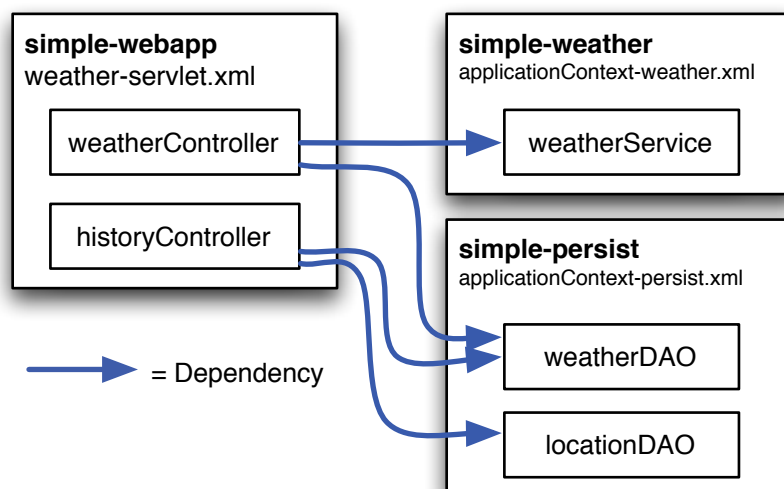 simple-webapp
weather-servlet.xml
weatherController
historyController
simple-weather
applicationContext-weather.xml
weatherService
simple-persist
applicationContext-persist.xml
weatherDAO
locationDAO
= Dependency